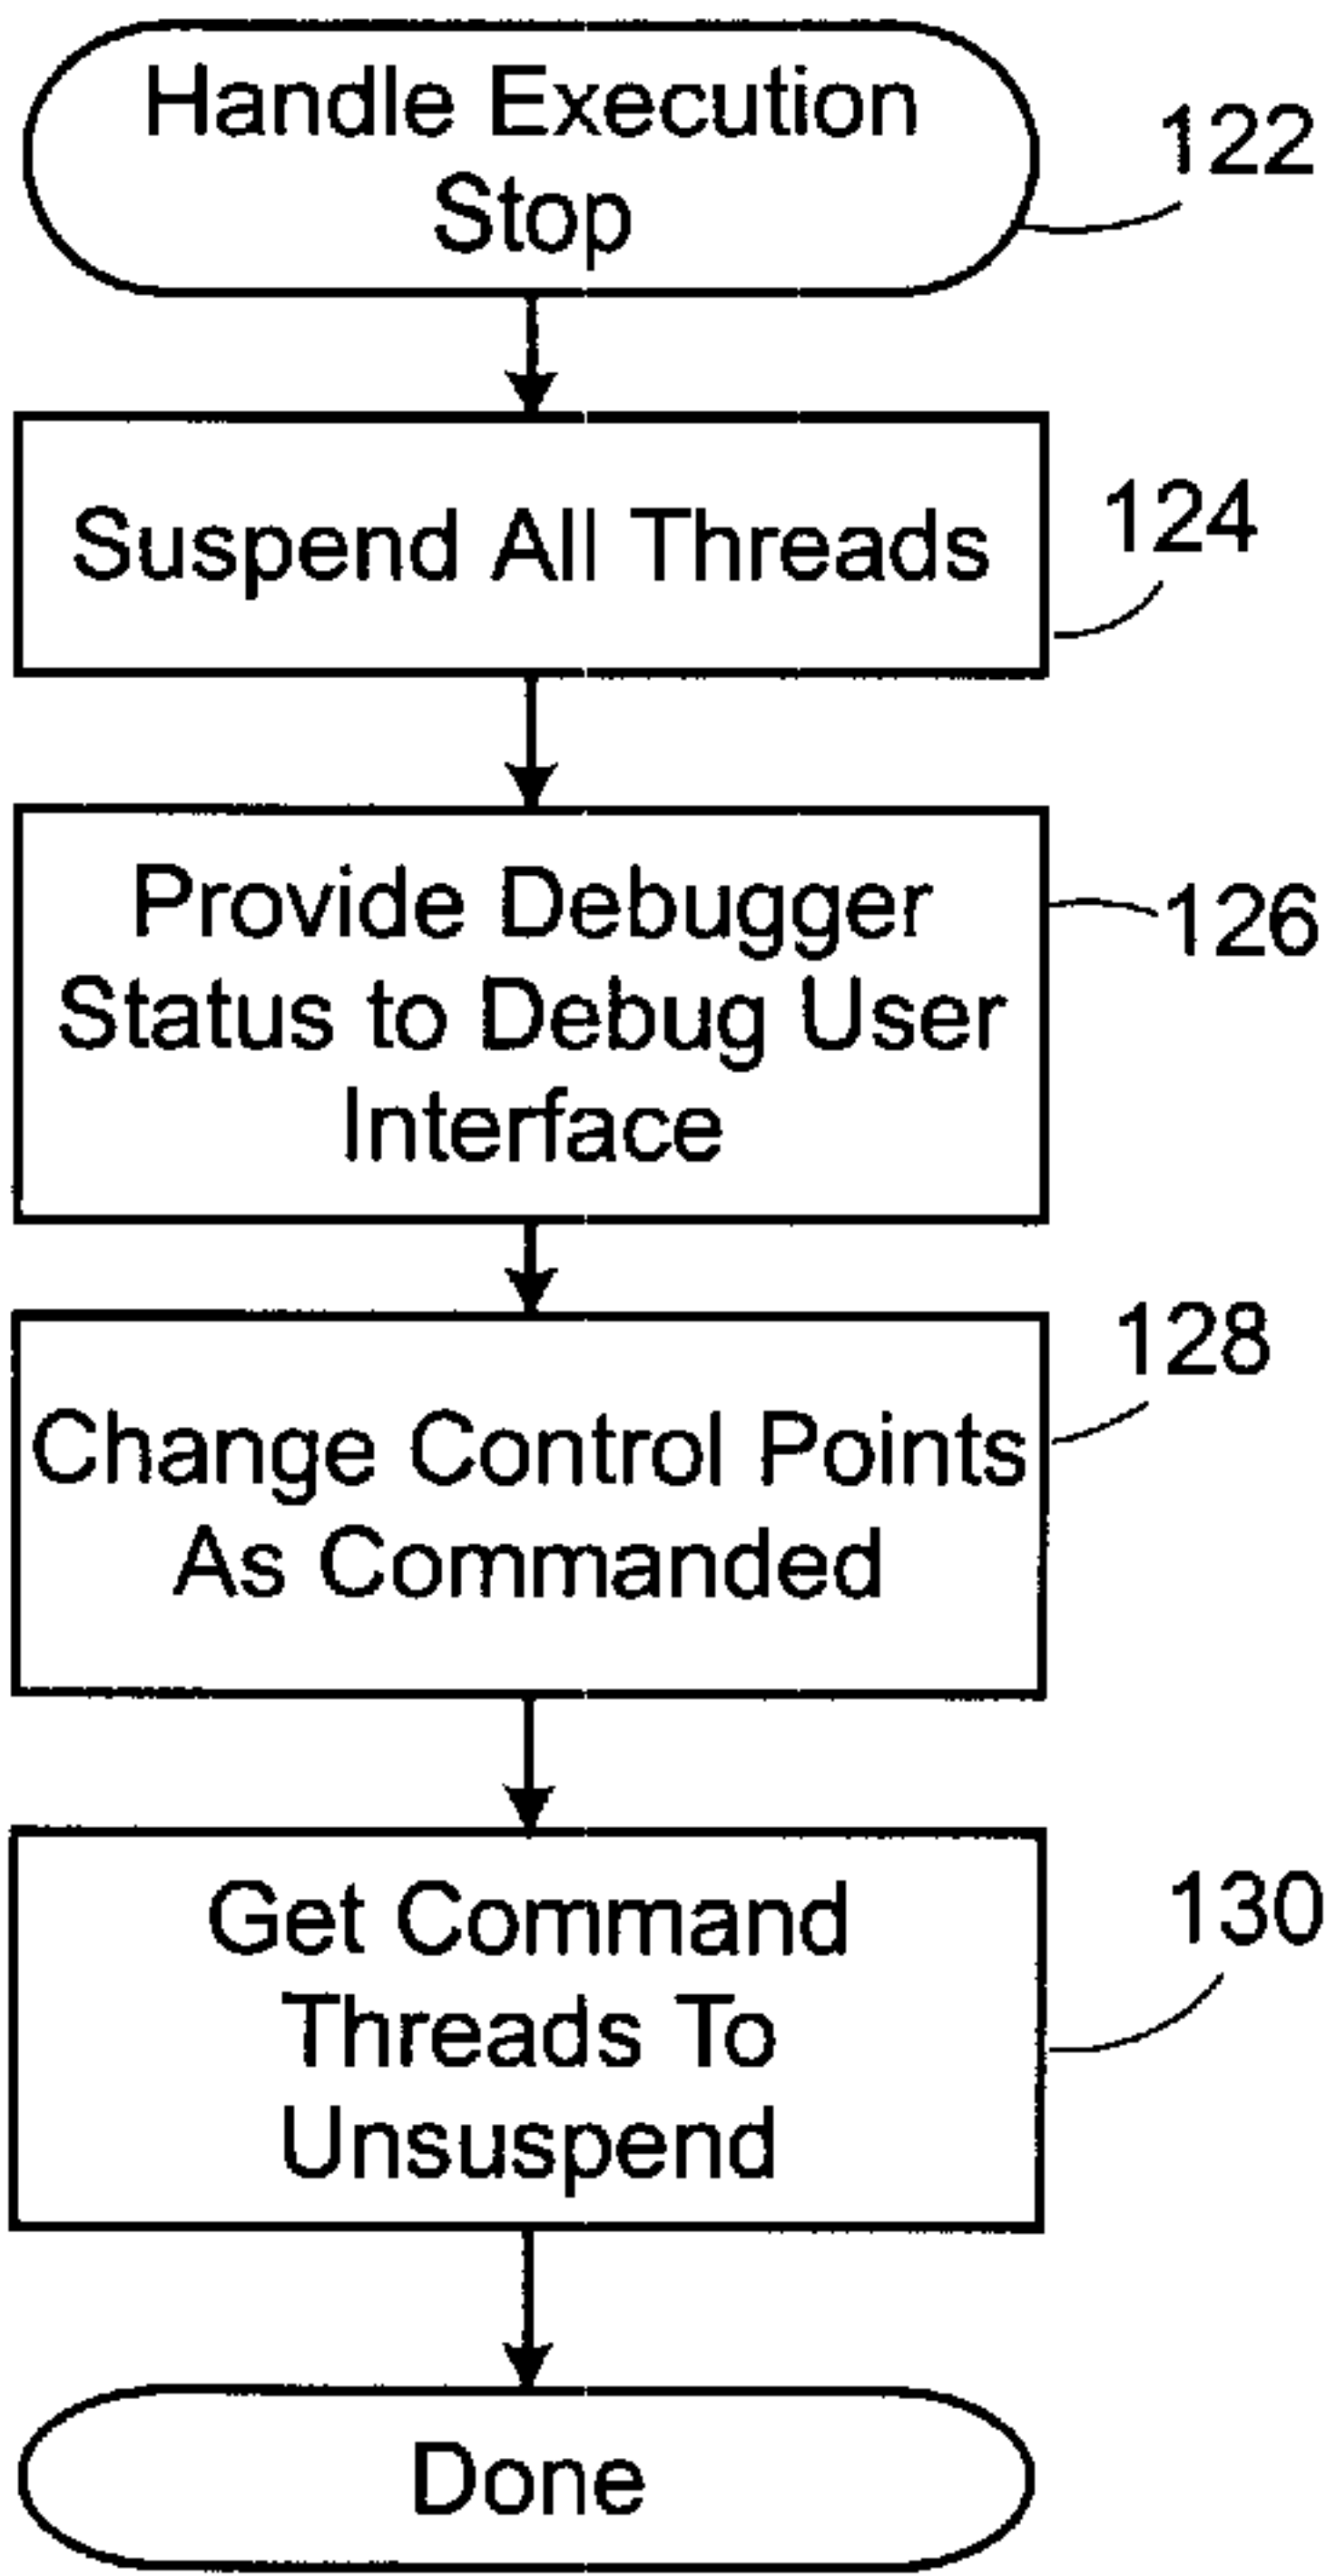 Handle Execution
Stop
122
Suspend All Threads
124
Provide Debugger
Status to Debug User
Interface
126
Change Control Points
As Commanded
128
Get Command
Threads To
Unsuspend
130
Done